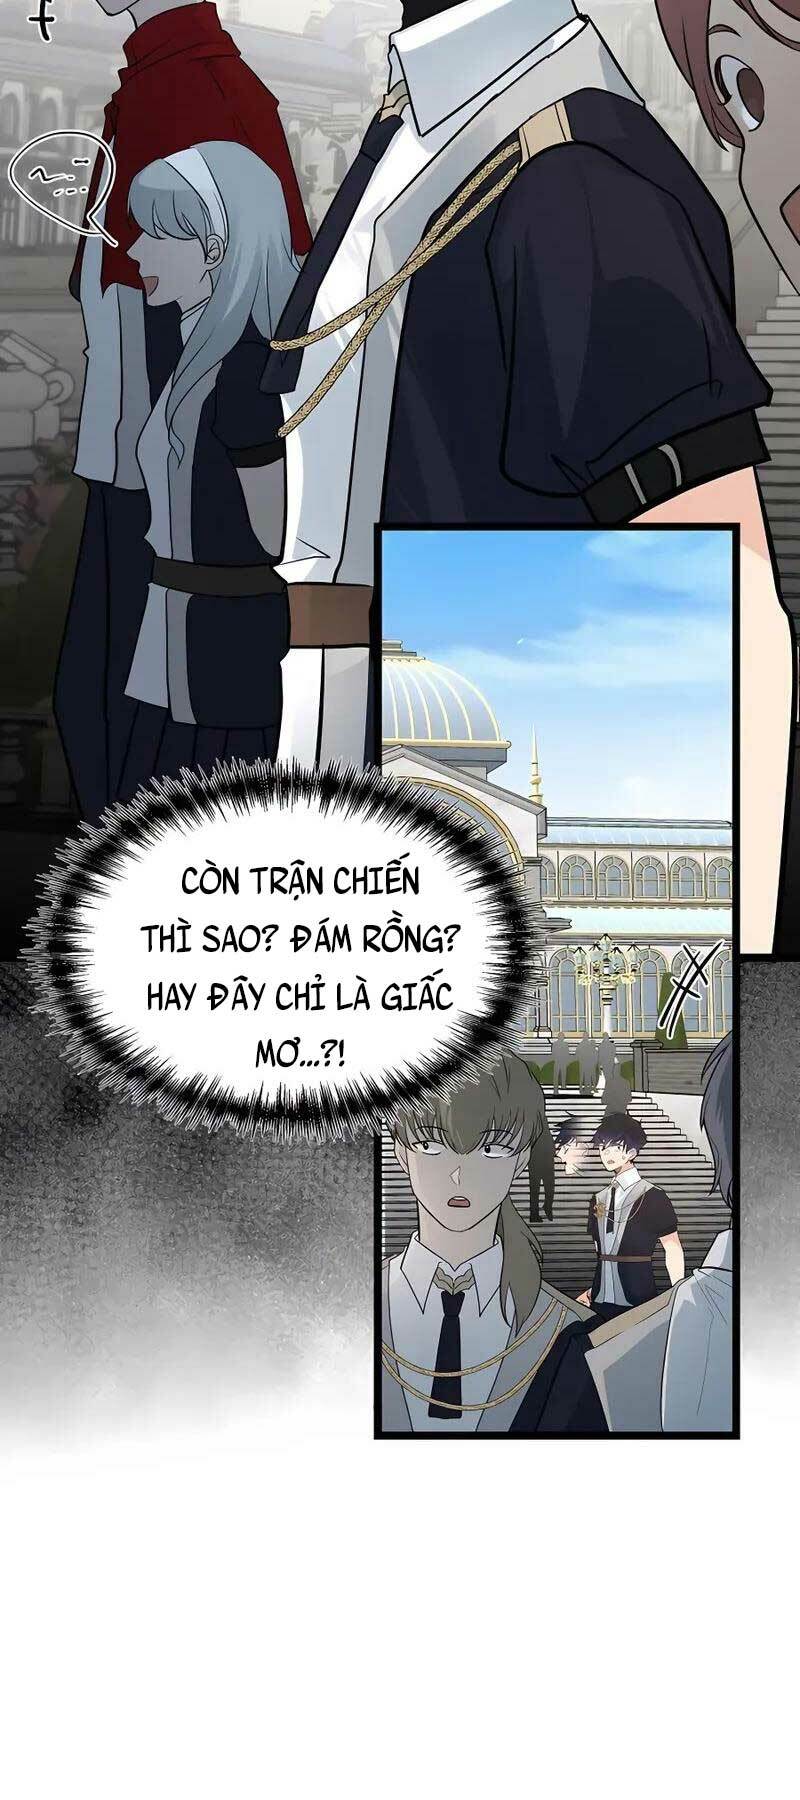 CÒN TRẬN CHIẾN
THÌ SAO? ĐÁM RỒNG?
HAY ĐÂY CHỈ LÀ GIẤC
MƠ...?!